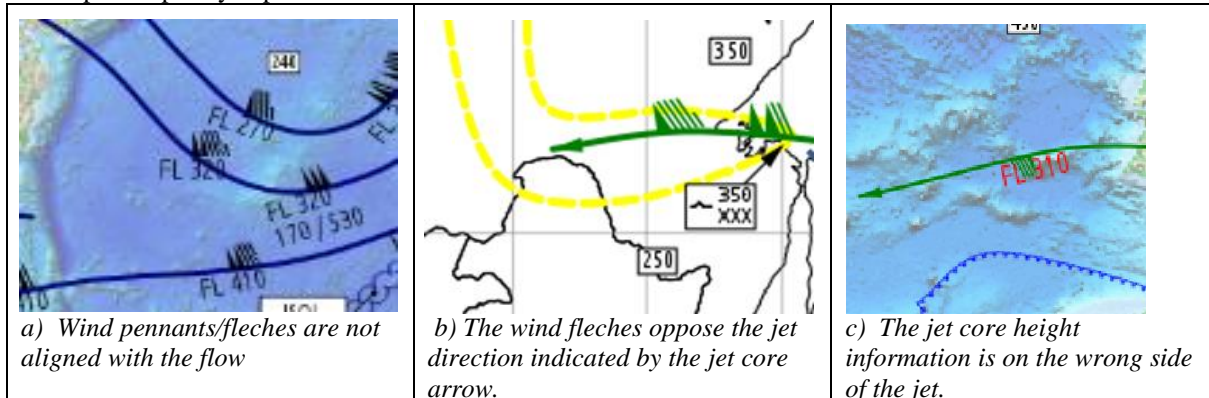 240
FL 270
FL 320
FL 320
170/530
FL 410
a) Wind pennants/fleches are not
aligned with the flow
350
350
XXX
250
b) The wind fleches oppose the jet
direction indicated by the jet core
arrow.
FL 310
c) The jet core height
information is on the wrong side
of the jet.